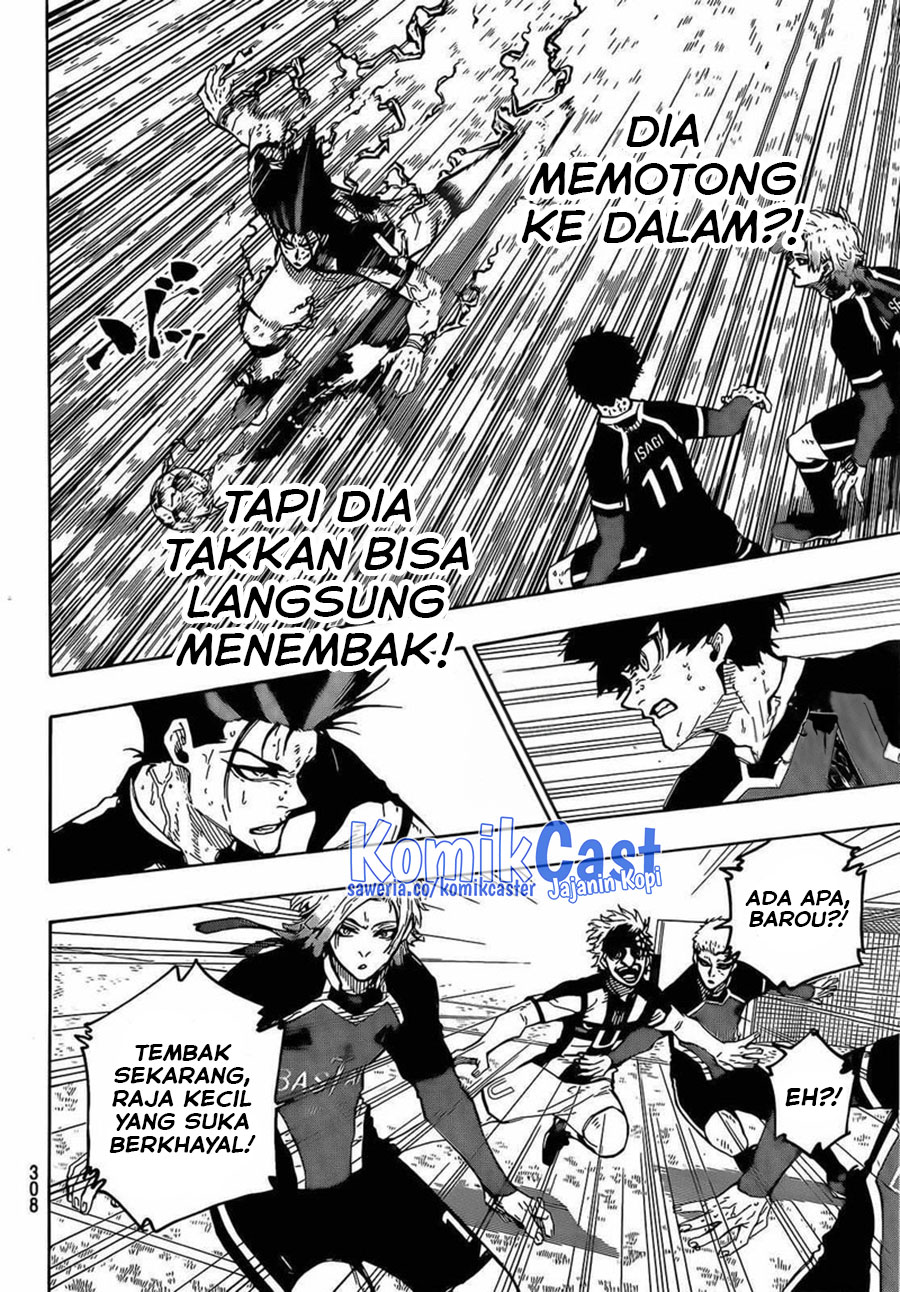 DIA
MEMOTONG
KE DALAM?!
ISAGI
11
TAPI DIA
TAKKAN BISA
LANGSUNG
MENEMBAK!
KomikCast
saweria.co/komikcaster
Jajanin Kopi
ADA APA,
BAROU?!
TEMBAK
SEKARANG,
RAJA KECIL
YANG SUKA
BERKHAYAL!
EH?!
308